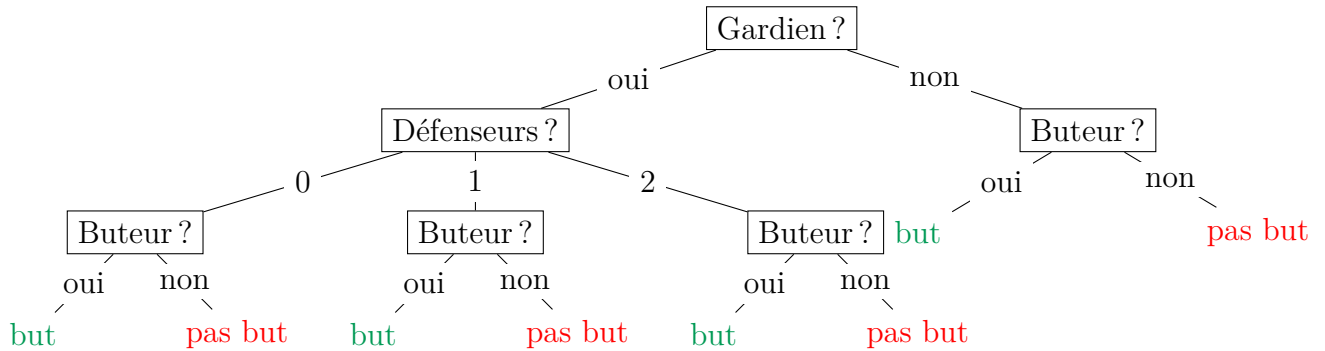 Gardien ?
oui
non
Défenseurs ?
Buteur ?
0
1
2
oui
non
Buteur ?
Buteur ?
Buteur ?
but
pas but
oui
non
oui
non
oui
non
but
pas but
but
pas but
but
pas but